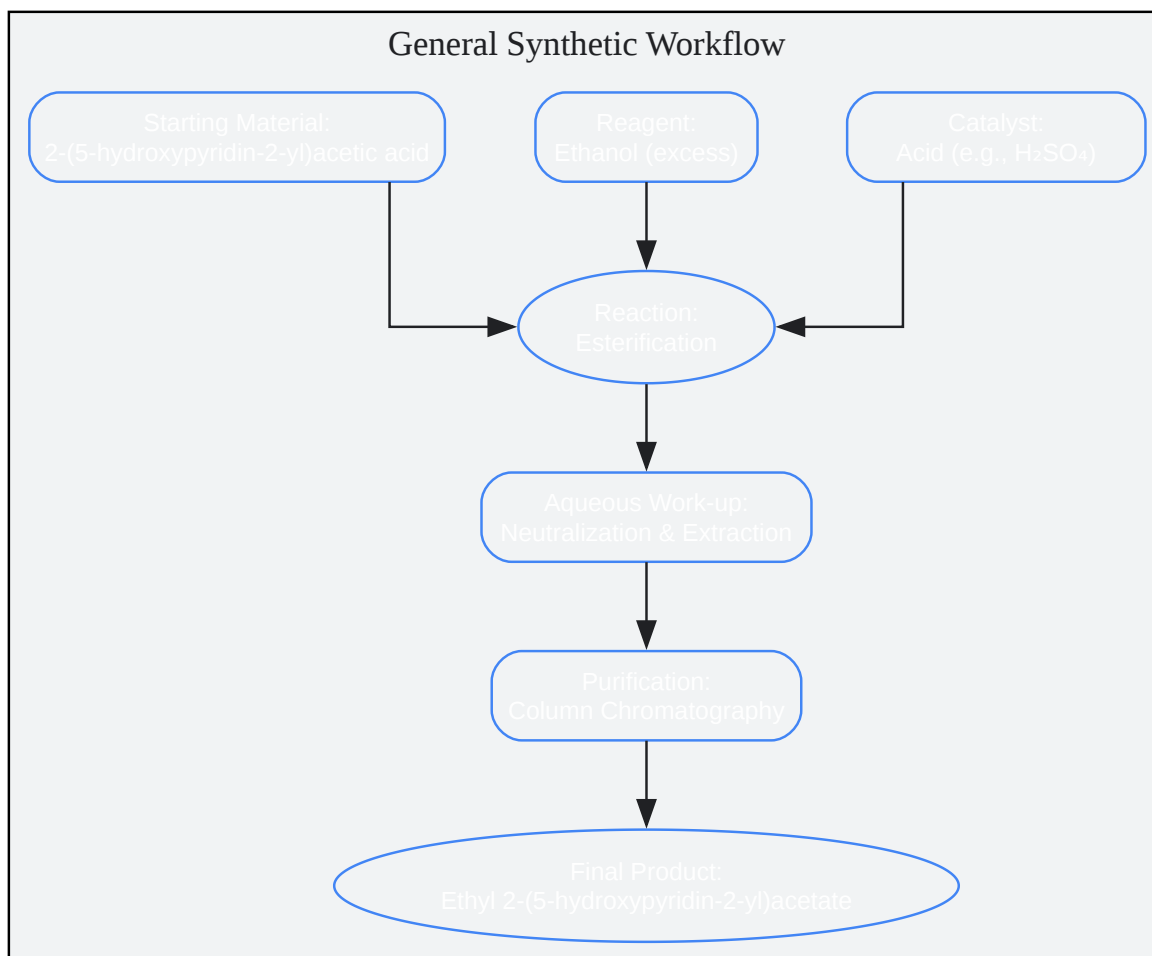 General Synthetic Workflow
Starting Material:
2-(5-hydroxypyridin-2-yl)acetic acid
Reagent:
Ethanol (excess)
Catalyst:
Acid (e.g., H₂SO₄)
Reaction:
Esterification
Aqueous Work-up:
Neutralization & Extraction
Purification:
Column Chromatography
Final Product:
Ethyl 2-(5-hydroxypyridin-2-yl)acetate